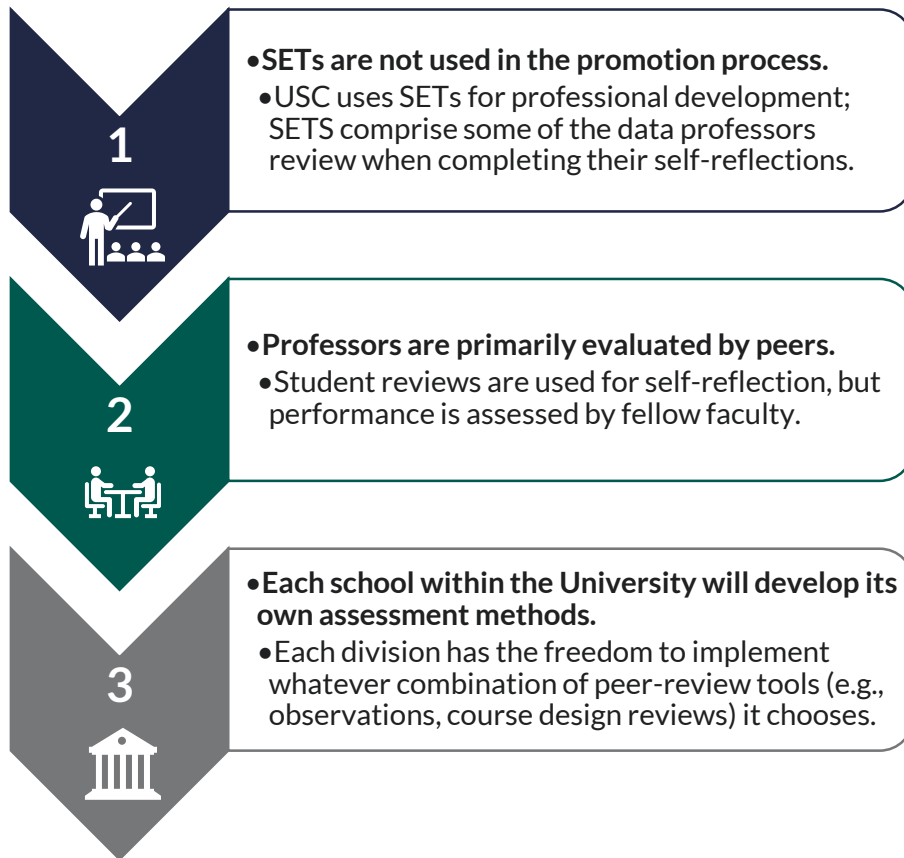 1
•SETs are not used in the promotion process.
•USC uses SETs for professional development;
SETS comprise some of the data professors
review when completing their self-reflections.
2
•Professors are primarily evaluated by peers.
•Student reviews are used for self-reflection, but
performance is assessed by fellow faculty.
3
•Each school within the University will develop its
own assessment methods.
•Each division has the freedom to implement
whatever combination of peer-review tools (e.g.,
observations, course design reviews) it chooses.